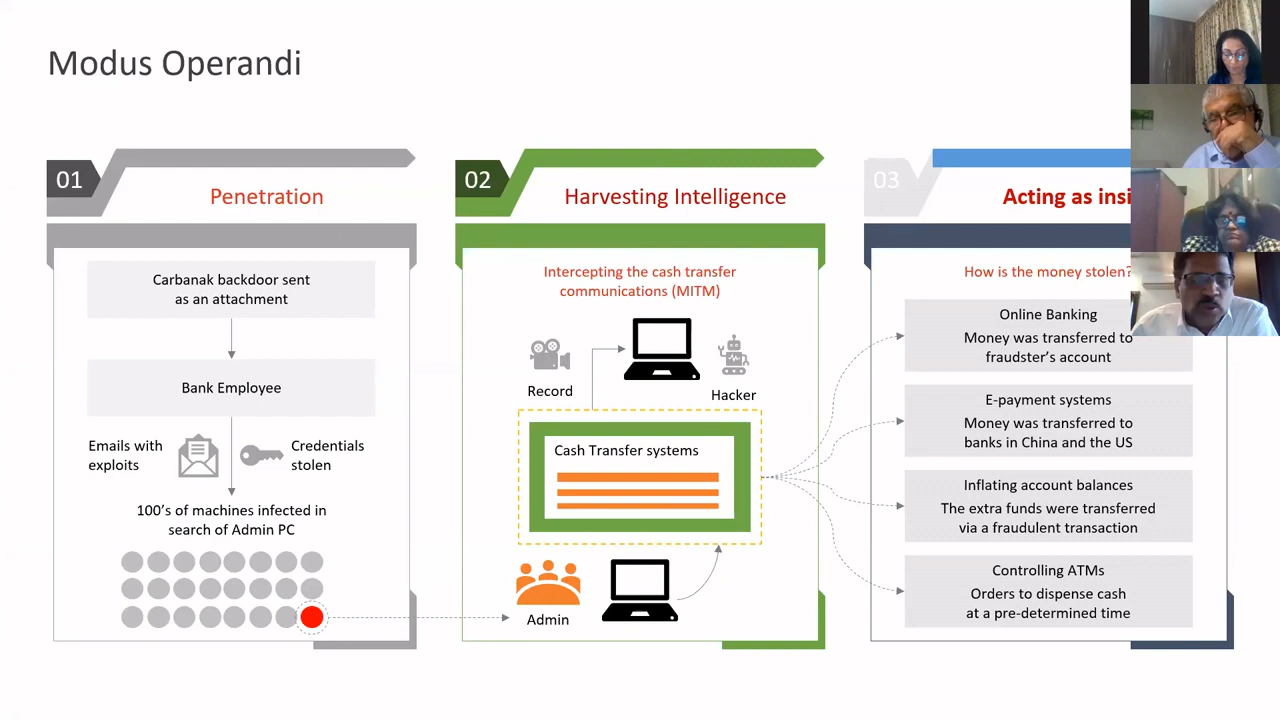 Modus Operandi
01
Penetration
Carbanak backdoor sent
as an attachment
Bank Employee
Emails with
exploits
Credentials
stolen
100's of machines infected in
search of Admin PC
02
Harvesting Intelligence
Intercepting the cash transfer
communications (MITM)
Record
Hacker
Cash Transfer systems
Admin
03
Acting as insi
How is the money stolen?
Online Banking
Money was transferred to
fraudster's account
E-payment systems
Money was transferred to
banks in China and the US
Inflating account balances
The extra funds were transferred
via a fraudulent transaction
Controlling ATMs
Orders to dispense cash
at a pre-determined time